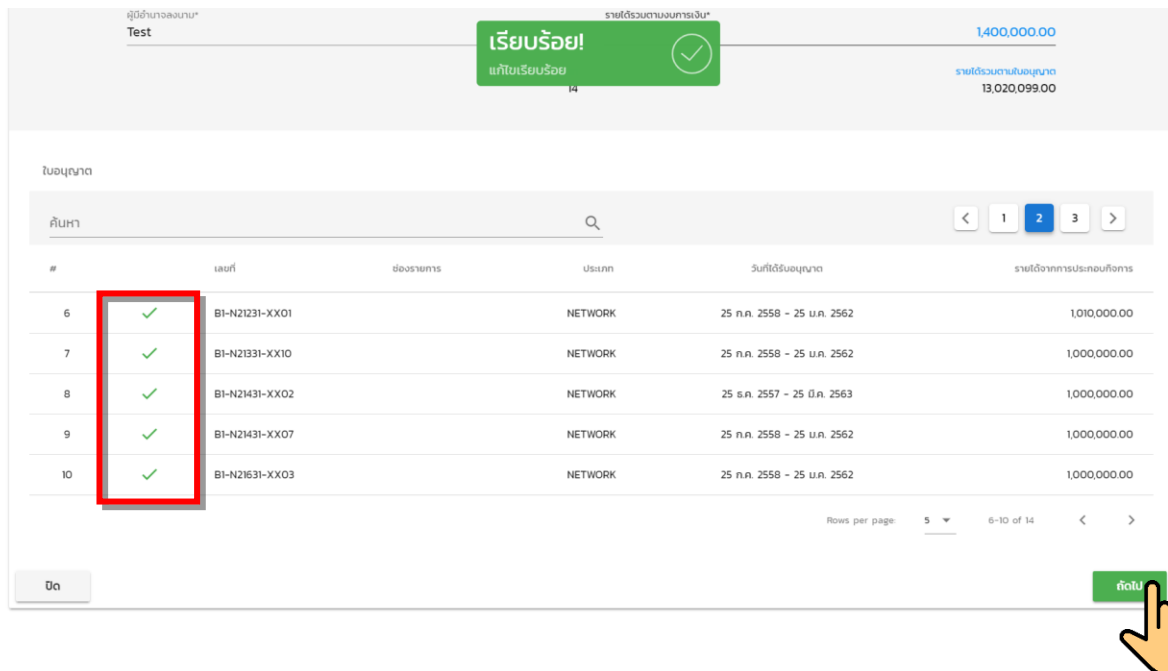 ผู้มีอำนาจลงนาม*
Test
รายได้รวมตามงบการเงิน*
1,400,000.00
เรียบร้อย!
แก้ไขเรียบร้อย
14
รายได้รวมตามใบอนุญาต
13,020,099.00
ใบอนุญาต
ค้นหา
1 2 3
# เลขที่ ช่องรายการ ประเภท วันที่ได้รับอนุญาต รายได้จากการประกอบกิจการ
6 B1-N21231-XX01 NETWORK 25 ก.ค. 2558 - 25 ม.ค. 2562 1,010,000.00
7 B1-N21331-XX10 NETWORK 25 ก.ค. 2558 - 25 ม.ค. 2562 1,000,000.00
8 B1-N21431-XX02 NETWORK 25 ธ.ค. 2557 - 25 มี.ค. 2563 1,000,000.00
9 B1-N21431-XX07 NETWORK 25 ก.ค. 2558 - 25 ม.ค. 2562 1,000,000.00
10 B1-N21631-XX03 NETWORK 25 ก.ค. 2558 - 25 ม.ค. 2562 1,000,000.00
Rows per page 5 6-10 of 14
ปิด
ถัดไป